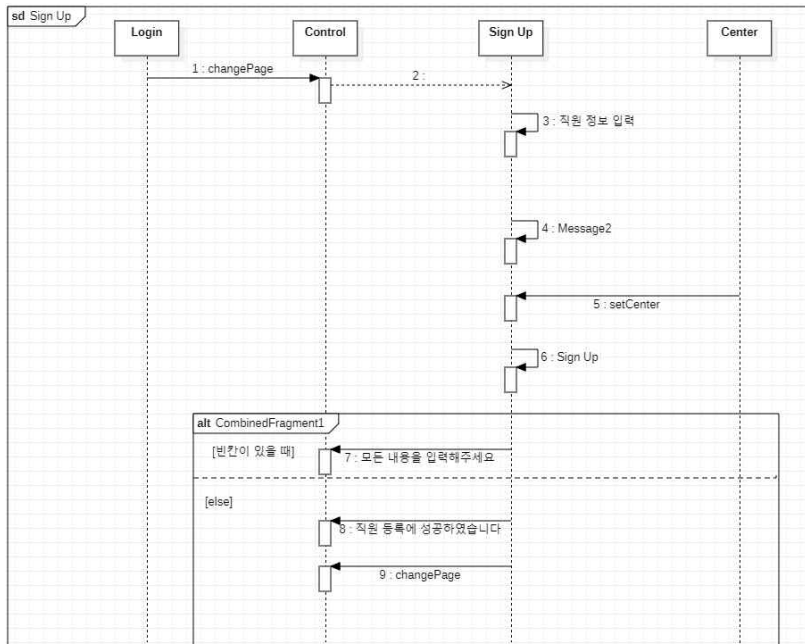 sd Sign Up
Login
Control
Sign Up
Center
1 : changePage
2 :
3 : 직원 정보 입력
4 : Message2
5 : setCenter
6 : Sign Up
alt CombinedFragment1
[빈칸이 있을 때]
7 : 모든 내용을 입력해주세요
[else]
8 : 직원 등록에 성공하였습니다
9 : changePage